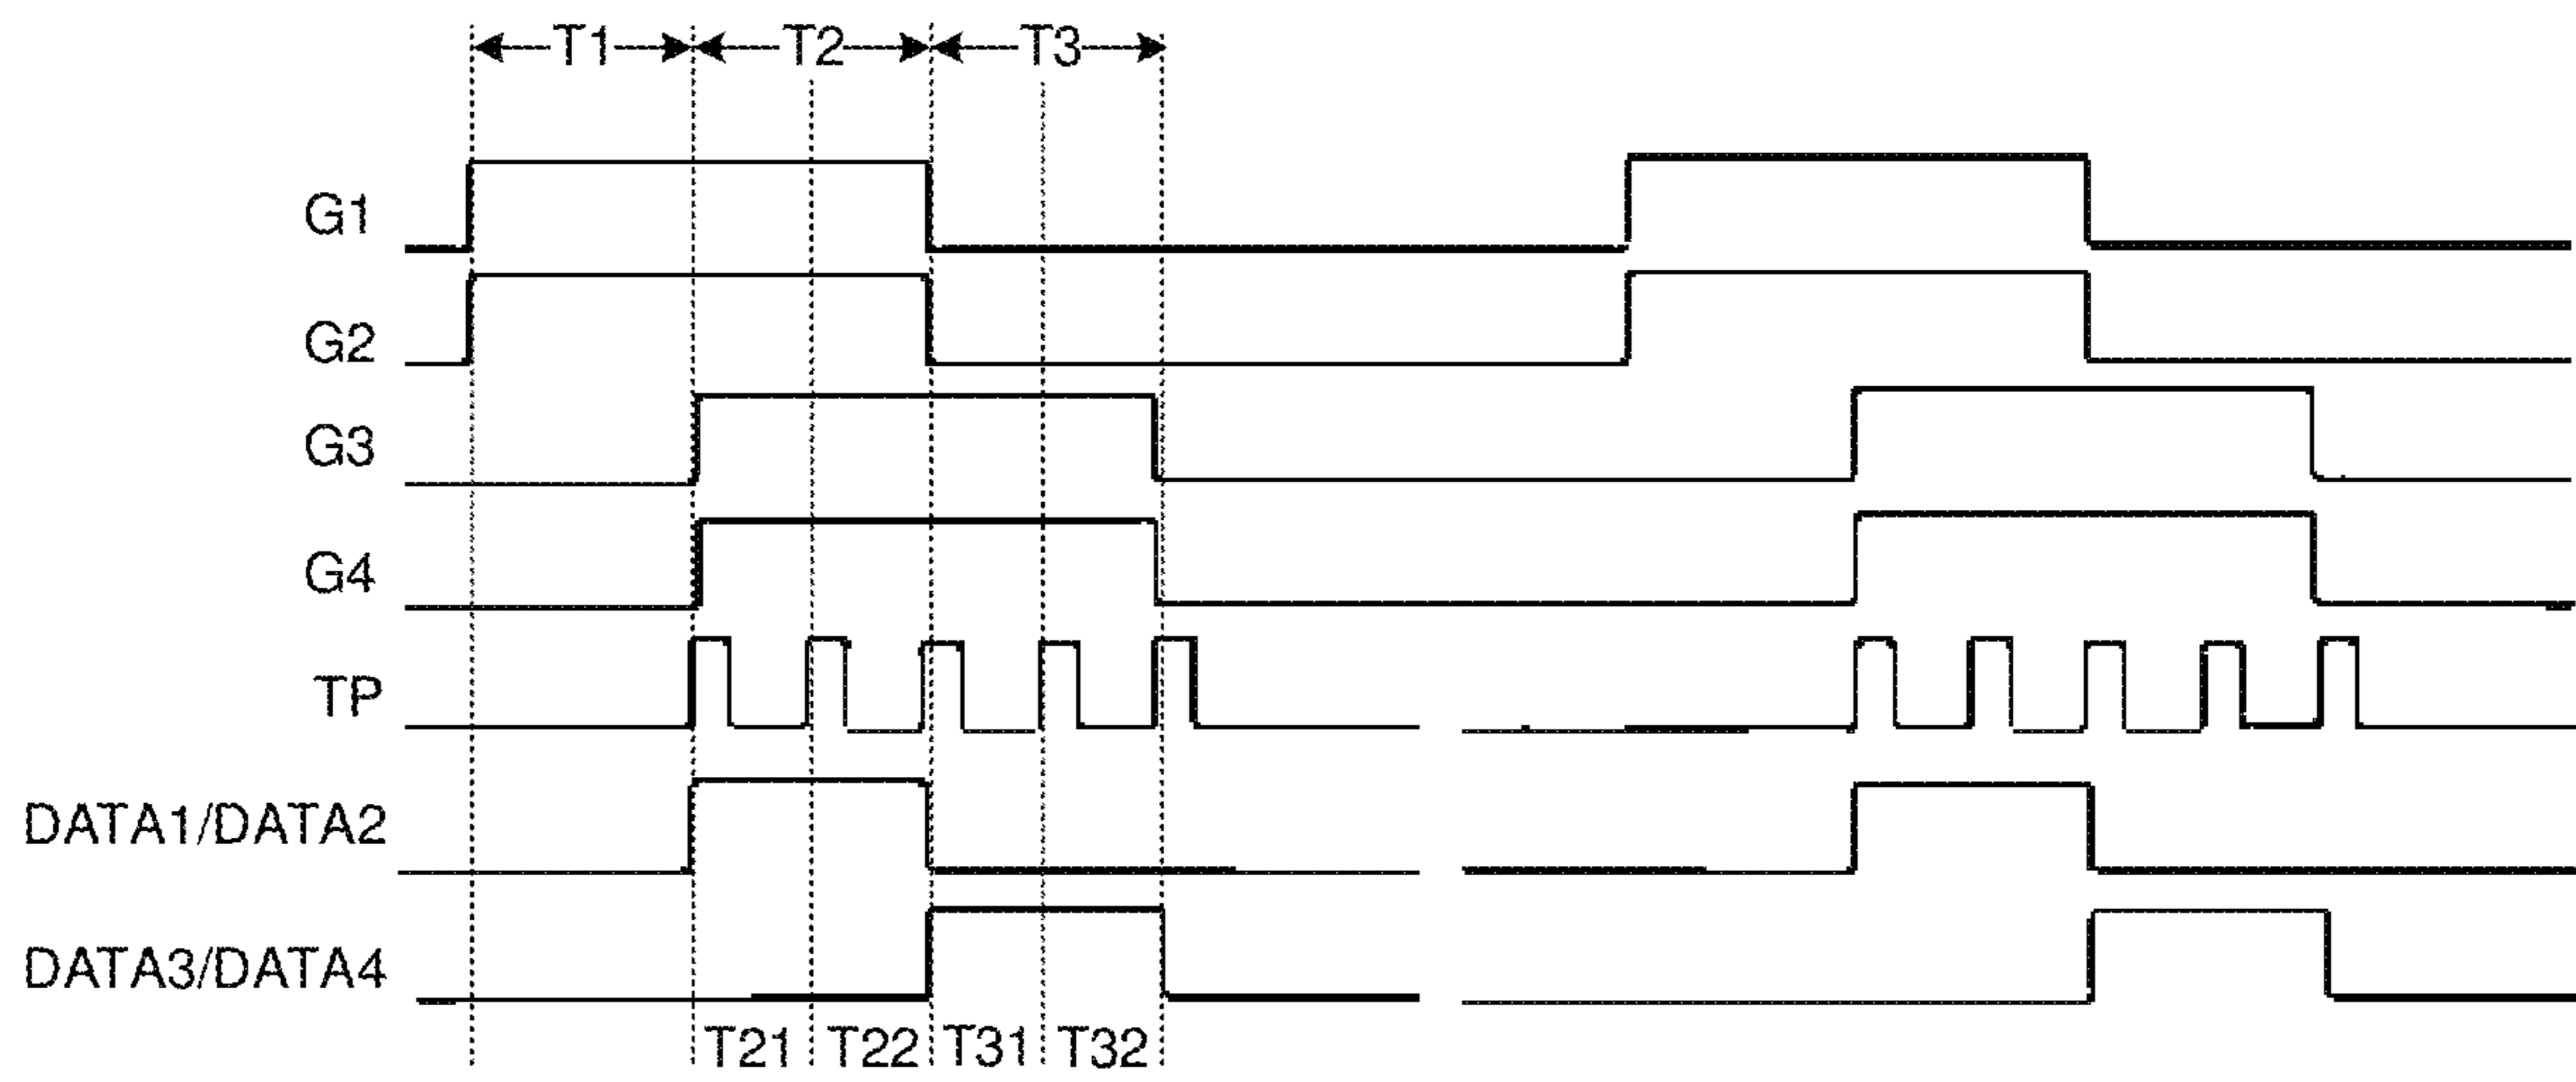 T1 T2 T3
G1
G2
G3
G4
TP
DATA1/DATA2
DATA3/DATA4
T21 T22 T31 T32